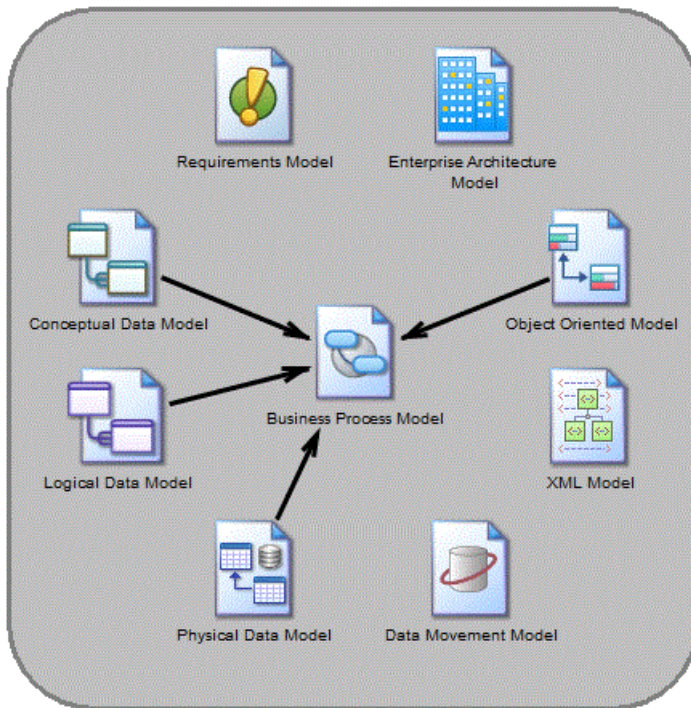 Requirements Model
Enterprise Architecture
Model
Conceptual Data Model
Object Oriented Model
Business Process Model
Logical Data Model
XML Model
Physical Data Model
Data Movement Model